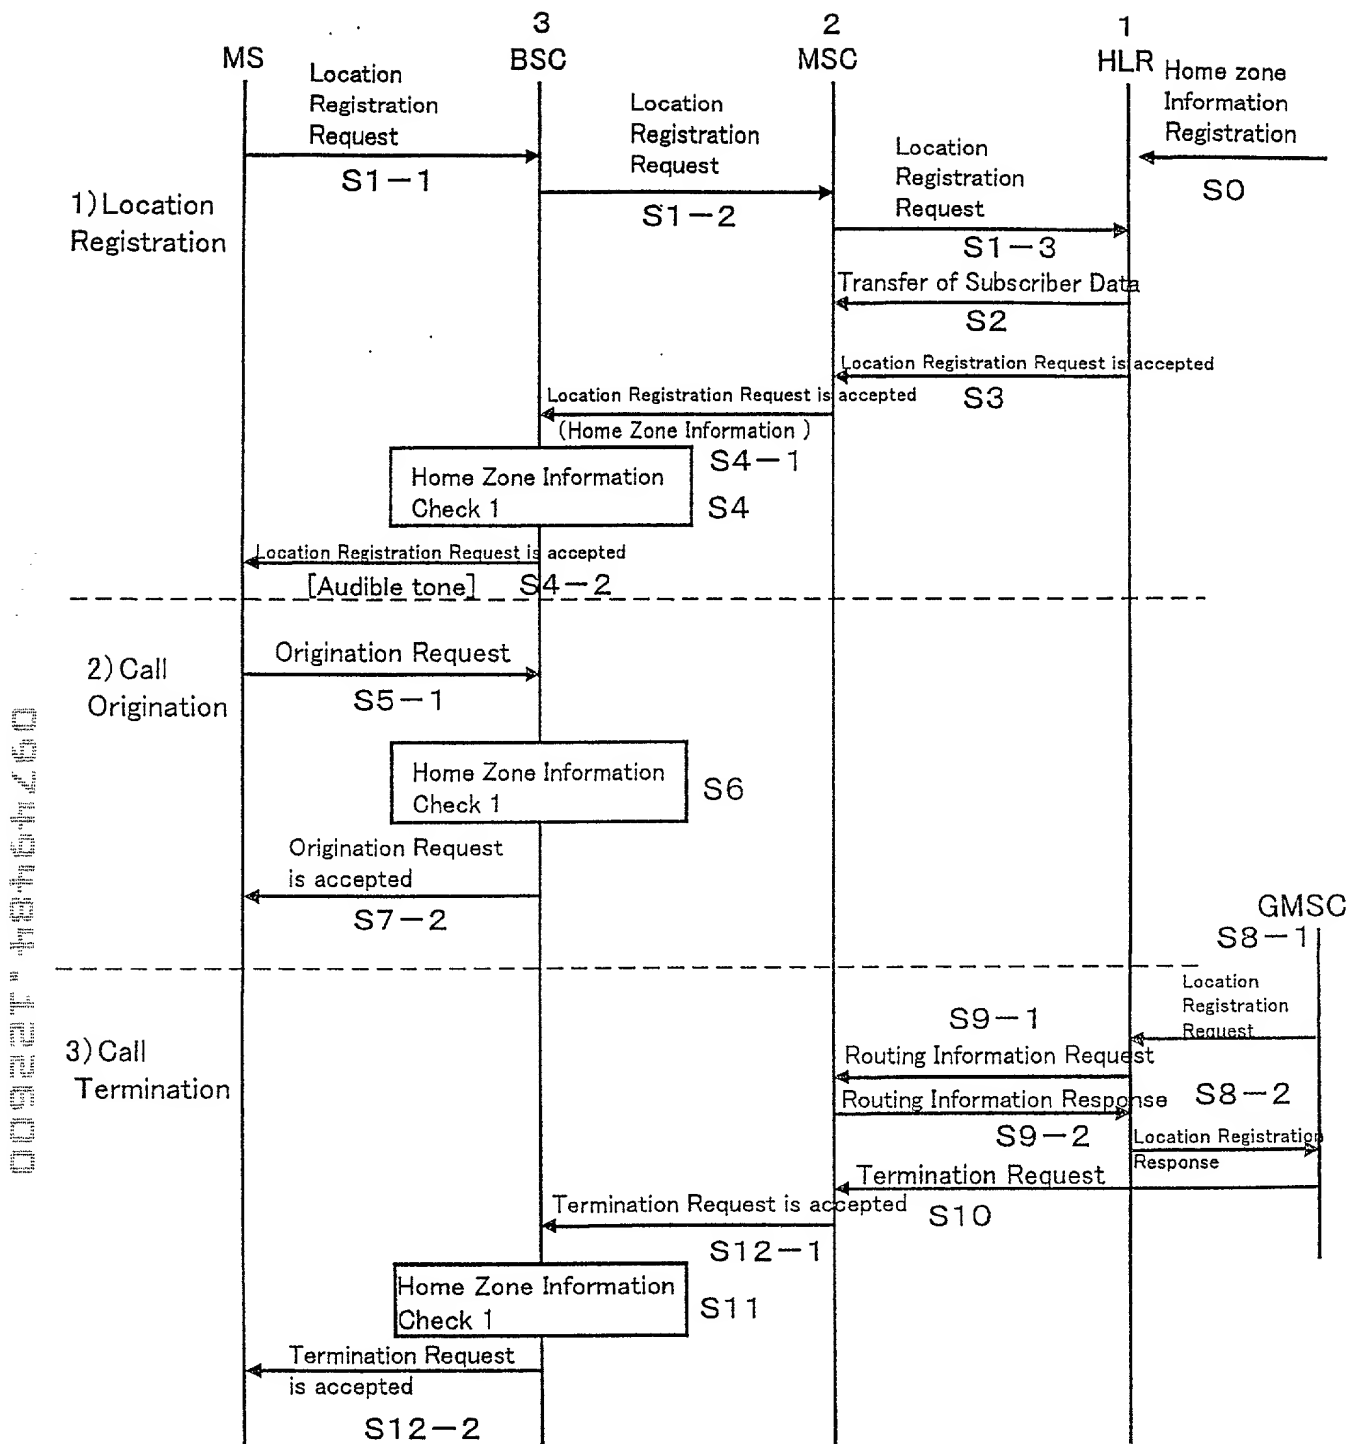 3
2
1
MS
BSC
MSC
HLR
Home zone
Information
Registration
S0
Location
Registration
Request
S1-1
Location
Registration
Request
S1-2
Location
Registration
Request
S1-3
1) Location
Registration
Transfer of Subscriber Data
S2
Location Registration Request is accepted
S3
Location Registration Request is accepted
(Home Zone Information )
S4-1
Home Zone Information
Check 1
S4
Location Registration Request is accepted
[Audible tone]
S4-2
2) Call
Origination
Origination Request
S5-1
Home Zone Information
Check 1
S6
Origination Request
is accepted
S7-2
GMSC
S8-1
Location
Registration
Request
3) Call
Termination
S9-1
Routing Information Request
Routing Information Response
S8-2
S9-2
Location Registration
Response
Termination Request
S10
Termination Request is accepted
S12-1
Home Zone Information
Check 1
S11
Termination Request
is accepted
S12-2
09749484.122600